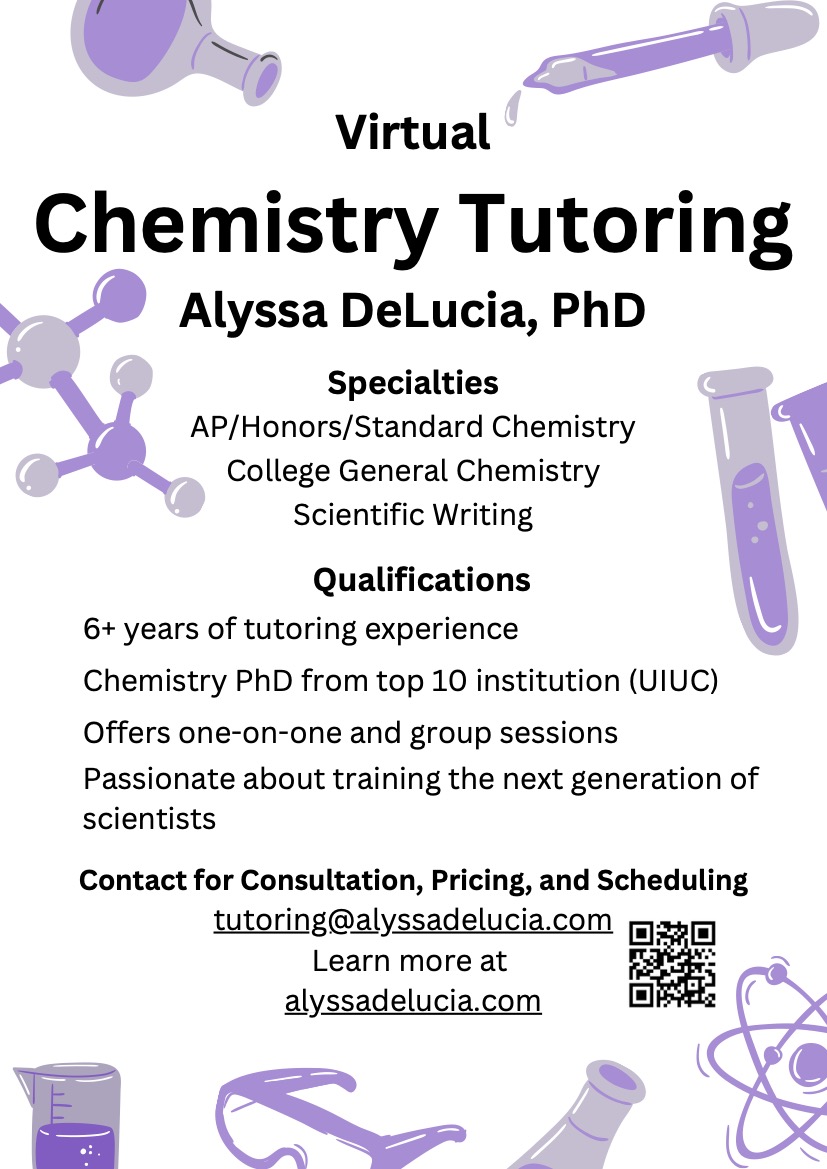 Virtual
Chemistry Tutoring
Alyssa DeLucia, PhD
Specialties
AP/Honors/Standard Chemistry
College General Chemistry
Scientific Writing
Qualifications
6+ years of tutoring experience
Chemistry PhD from top 10 institution (UIUC)
Offers one-on-one and group sessions
Passionate about training the next generation of
scientists
Contact for Consultation, Pricing, and Scheduling
tutoring@alyssadelucia.com
Learn more at
alyssadelucia.com